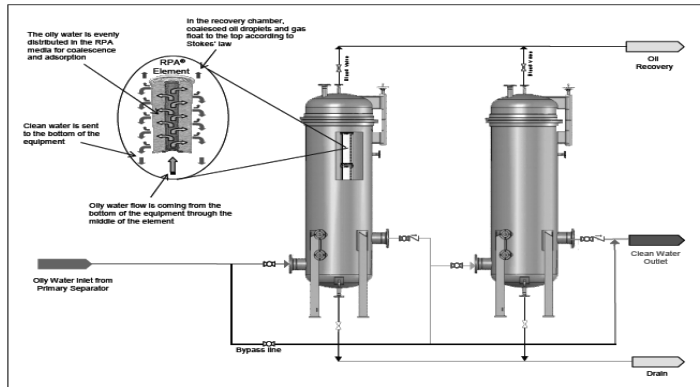 The oily water is evenly
distributed in the RPA
media for coalescence
and adsorption
In the recovery chamber,
coalesced oil droplets and gas
float to the top according to
Stokes' law
RPA®
Element
Clean water is sent
to the bottom of the
equipment
Oily water flow is coming from the
bottom of the equipment through the
middle of the element
Oil
Recovery
Oily Water Inlet from
Primary Separator
Clean Water
Outlet
Bypass line
Drain